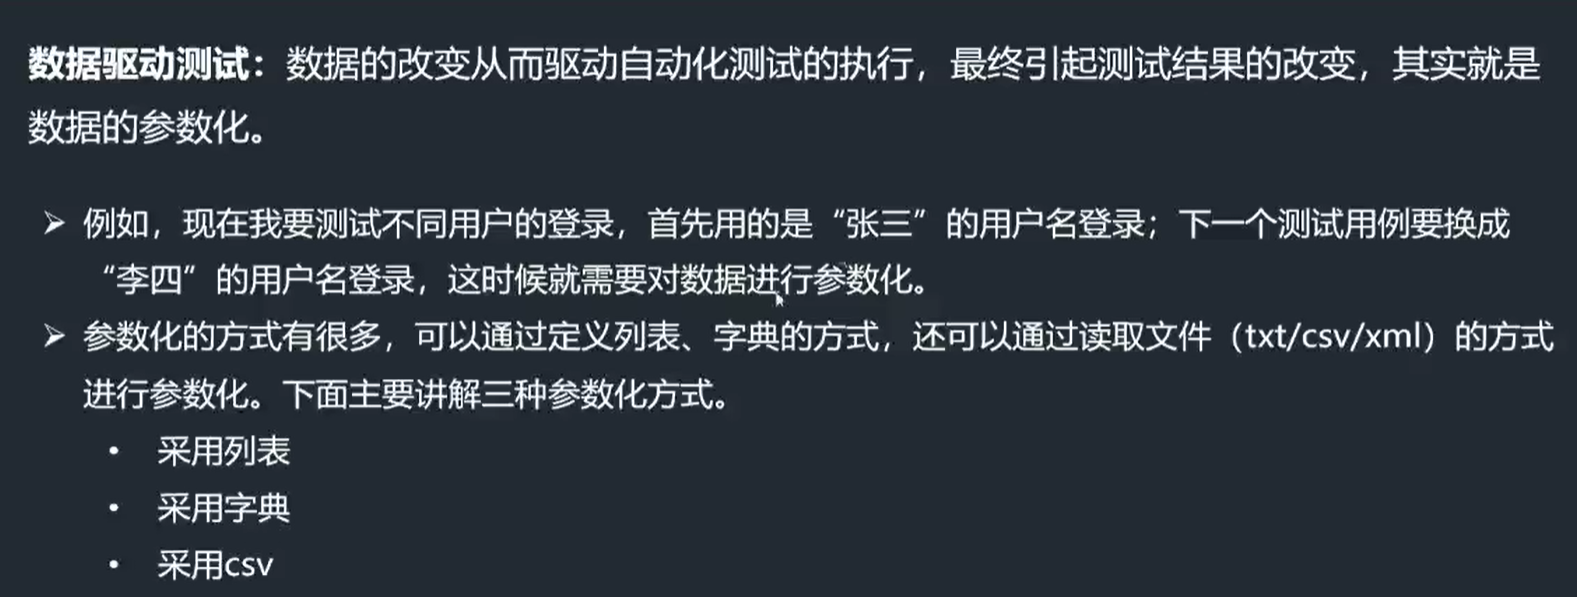 数据驱动测试：数据的改变从而驱动自动化测试的执行，最终引起测试结果的改变，其实就是
数据的参数化。
➢ 例如，现在我要测试不同用户的登录，首先用的是“张三”的用户名登录；下一个测试用例要换成
“李四”的用户名登录，这时候就需要对数据进行参数化。
➢ 参数化的方式有很多，可以通过定义列表、字典的方式，还可以通过读取文件（txt/csv/xml）的方式
进行参数化。下面主要讲解三种参数化方式。
• 采用列表
• 采用字典
• 采用csv